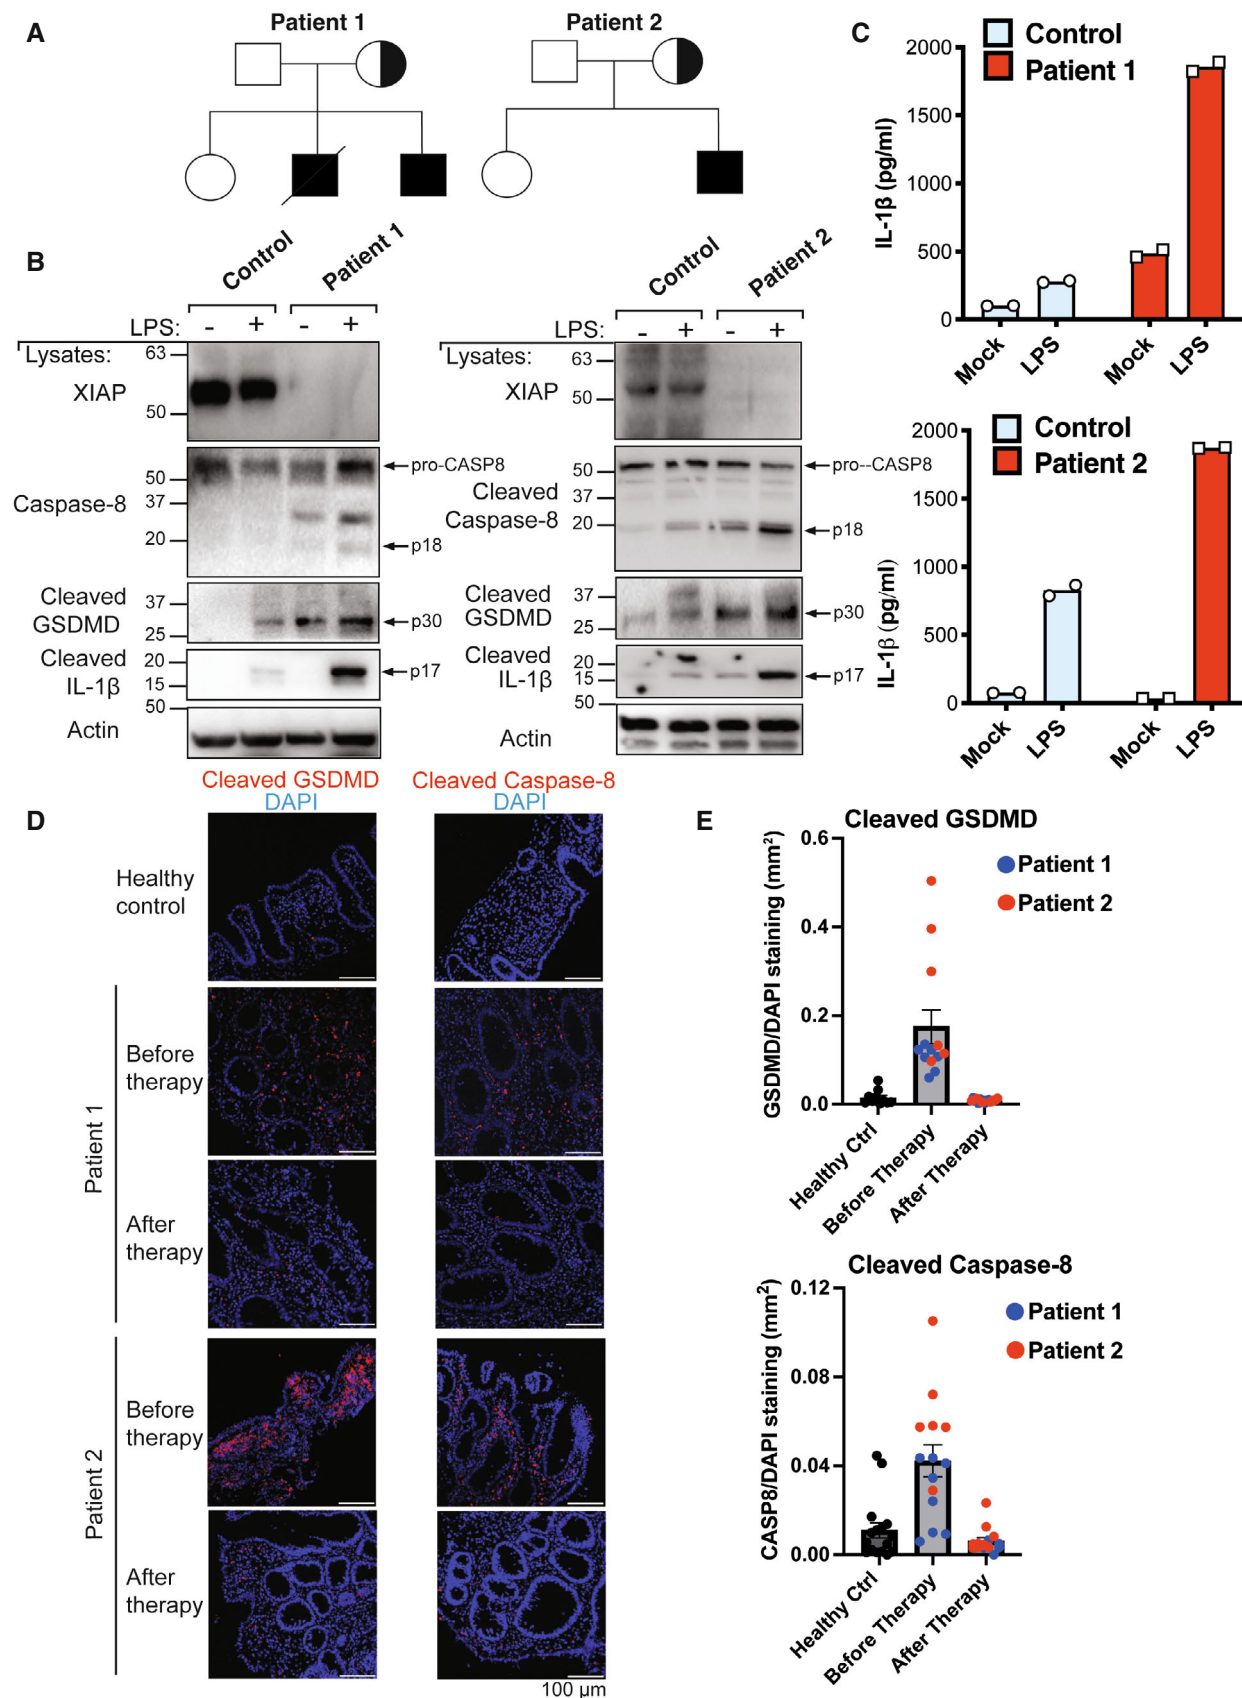 A
Patient 1
Patient 2
B
Control
Patient 1
LPS: - + - +
Lysates:
XIAP
63
50
Caspase-8
50
37
20
pro-CASP8
p18
Cleaved
GSDMD
37
25
p30
Cleaved
IL-1β
20
15
p17
50
Actin
Control
Patient 2
LPS: - + - +
Lysates:
XIAP
63
50
Cleaved
Caspase-8
50
37
20
pro--CASP8
p18
Cleaved
GSDMD
37
25
p30
Cleaved
IL-1β
20
15
p17
50
Actin
C
Control
Patient 1
IL-1β (pg/ml)
2000
1500
1000
500
0
Mock
LPS
Mock
LPS
Control
Patient 2
IL-1β (pg/ml)
2000
1500
1000
500
0
Mock
LPS
Mock
LPS
D
Cleaved GSDMD
DAPI
Cleaved Caspase-8
DAPI
Healthy
control
Patient 1
Before
therapy
After
therapy
Patient 2
Before
therapy
After
therapy
100 µm
E
Cleaved GSDMD
Patient 1
Patient 2
GSDMD/DAPI staining (mm²)
0.6
0.4
0.2
0.0
Healthy Ctrl
Before Therapy
After Therapy
Cleaved Caspase-8
Patient 1
Patient 2
CASP8/DAPI staining (mm²)
0.12
0.08
0.04
0.00
Healthy Ctrl
Before Therapy
After Therapy